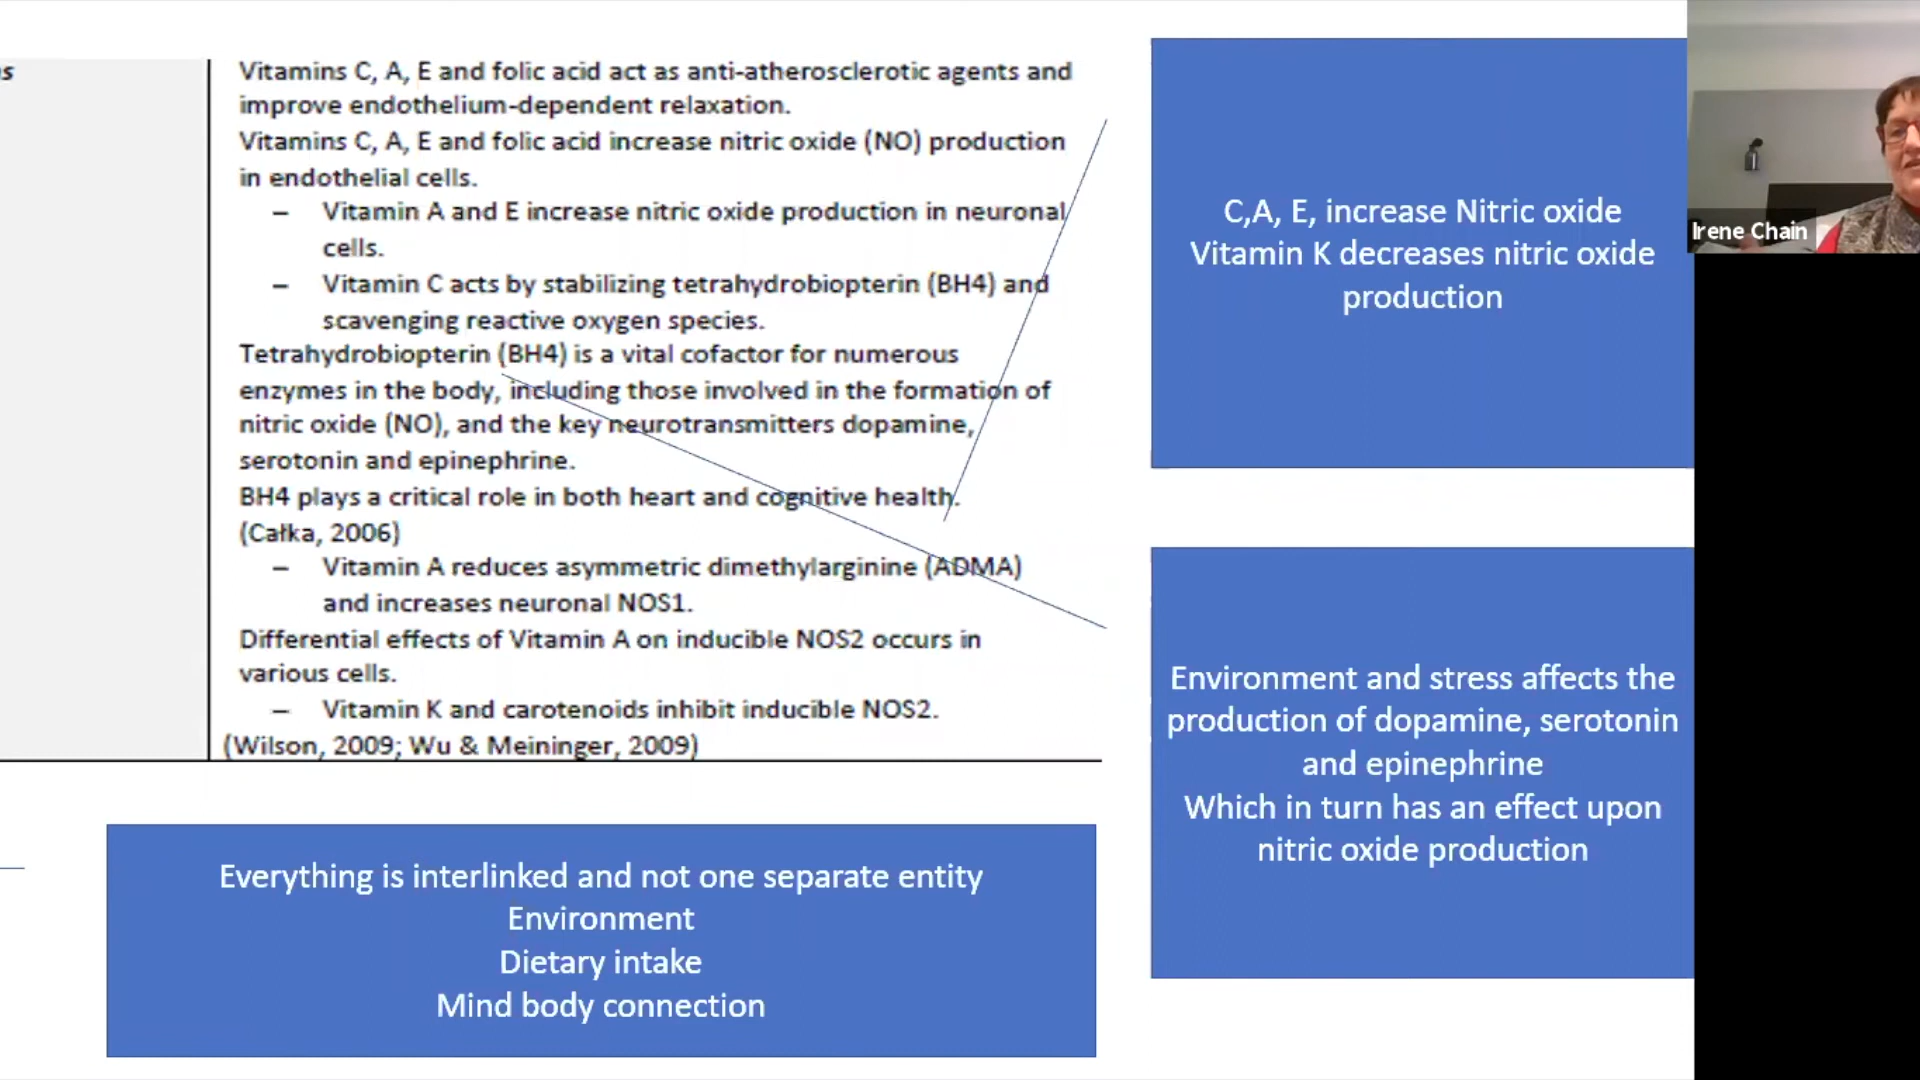 s
Vitamins C, A, E and folic acid act as anti-atherosclerotic agents and
improve endothelium-dependent relaxation.
Vitamins C, A, E and folic acid increase nitric oxide (NO) production
in endothelial cells.
– Vitamin A and E increase nitric oxide production in neuronal
cells.
– Vitamin C acts by stabilizing tetrahydrobiopterin (BH4) and
scavenging reactive oxygen species.
Tetrahydrobiopterin (BH4) is a vital cofactor for numerous
enzymes in the body, including those involved in the formation of
nitric oxide (NO), and the key neurotransmitters dopamine,
serotonin and epinephrine.
BH4 plays a critical role in both heart and cognitive health.
(Całka, 2006)
– Vitamin A reduces asymmetric dimethylarginine (ADMA)
and increases neuronal NOS1.
Differential effects of Vitamin A on inducible NOS2 occurs in
various cells.
– Vitamin K and carotenoids inhibit inducible NOS2.
(Wilson, 2009; Wu & Meininger, 2009)
C,A, E, increase Nitric oxide
Vitamin K decreases nitric oxide
production
Irene Chain
Environment and stress affects the
production of dopamine, serotonin
and epinephrine
Which in turn has an effect upon
nitric oxide production
Everything is interlinked and not one separate entity
Environment
Dietary intake
Mind body connection